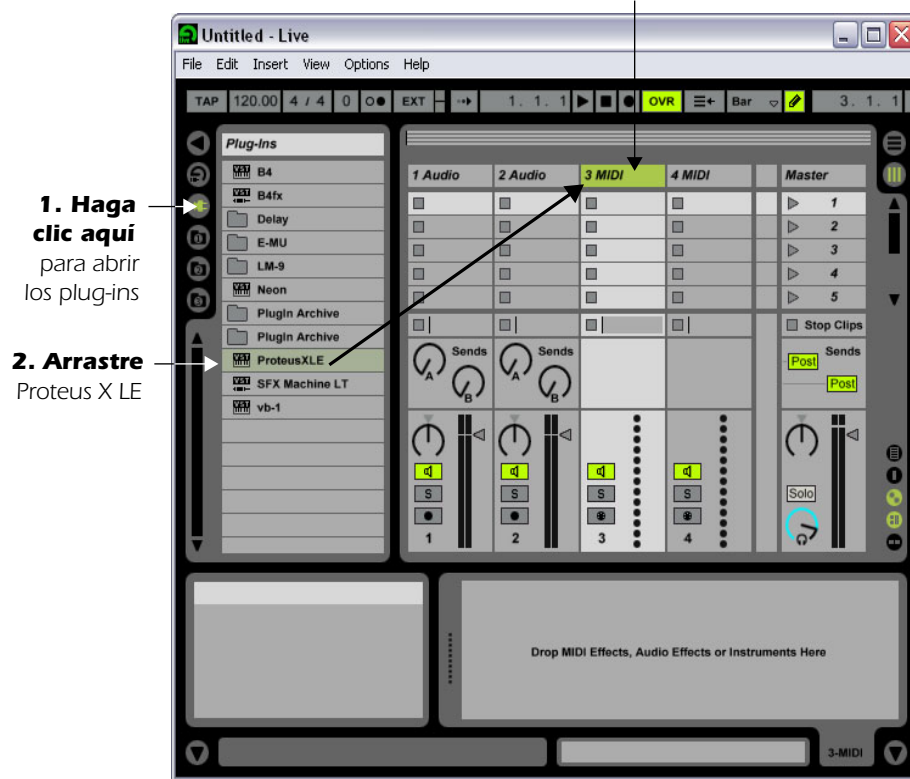 Untitled - Live
File Edit Insert View Options Help
TAP 120.00 4 / 4 0 EXT 1. 1. 1 OVR Bar 3. 1. 1
Plug-Ins
B4
B4fx
Delay
E-MU
LM-9
Neon
PlugIn Archive
PlugIn Archive
ProteusXLE
SFX Machine LT
vb-1
1. Haga
clic aquí
para abrir
los plug-ins
2. Arrastre
Proteus X LE
1 Audio 2 Audio 3 MIDI 4 MIDI Master
1
2
3
4
5
Stop Clips
Sends Sends Sends
A B A B Post
Post
Solo
S S S S
1 2 3 4
Drop MIDI Effects, Audio Effects or Instruments Here
3-MIDI